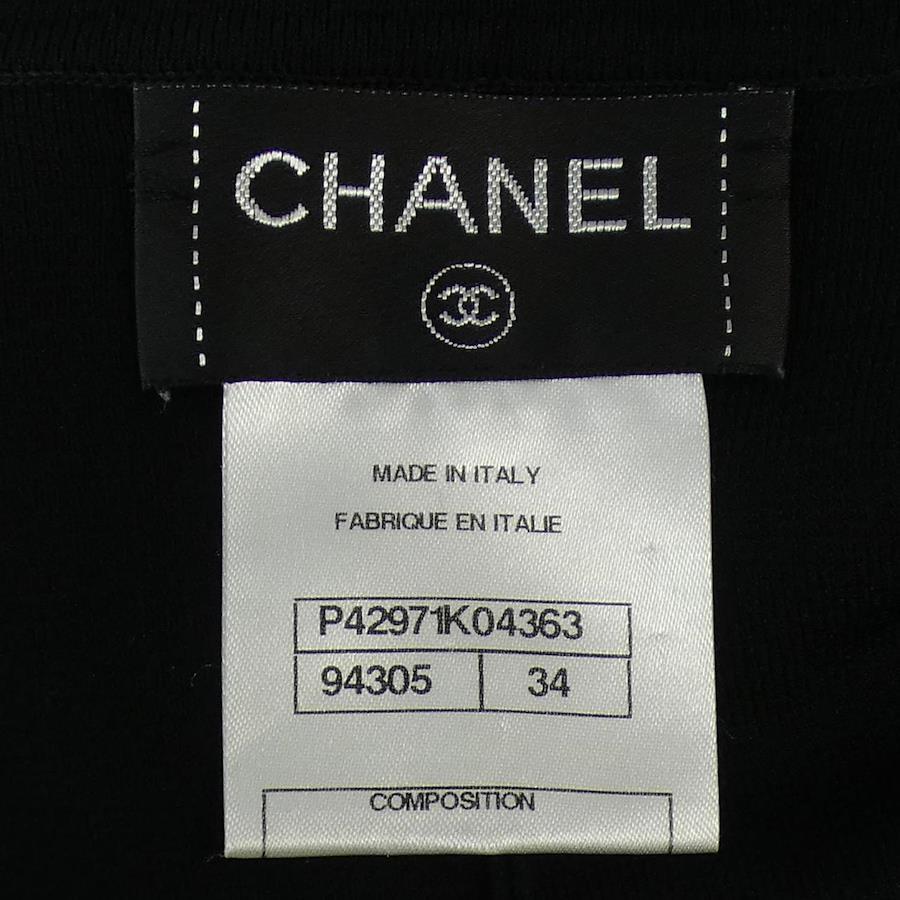 CHANEL
MADE IN ITALY
FABRIQUE EN ITALIE
P42971K04363
94305 34
COMPOSITION